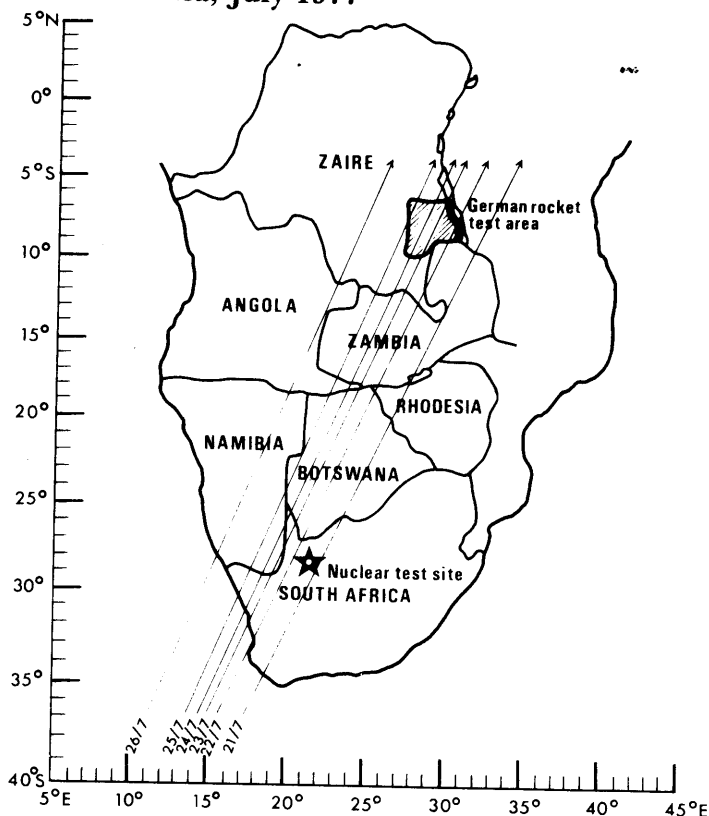 July 1977
5°N
0°
5°S
10°
15°
20°
25°
30°
35°
40°S
5°E
10°
15°
20°
25°
30°
35°
40°
45°E
ZAIRE
German rocket
test area
ANGOLA
ZAMBIA
RHODESIA
NAMIBIA
BOTSWANA
Nuclear test site
SOUTH AFRICA
26/7
25/7
24/7
23/7
22/7
21/7